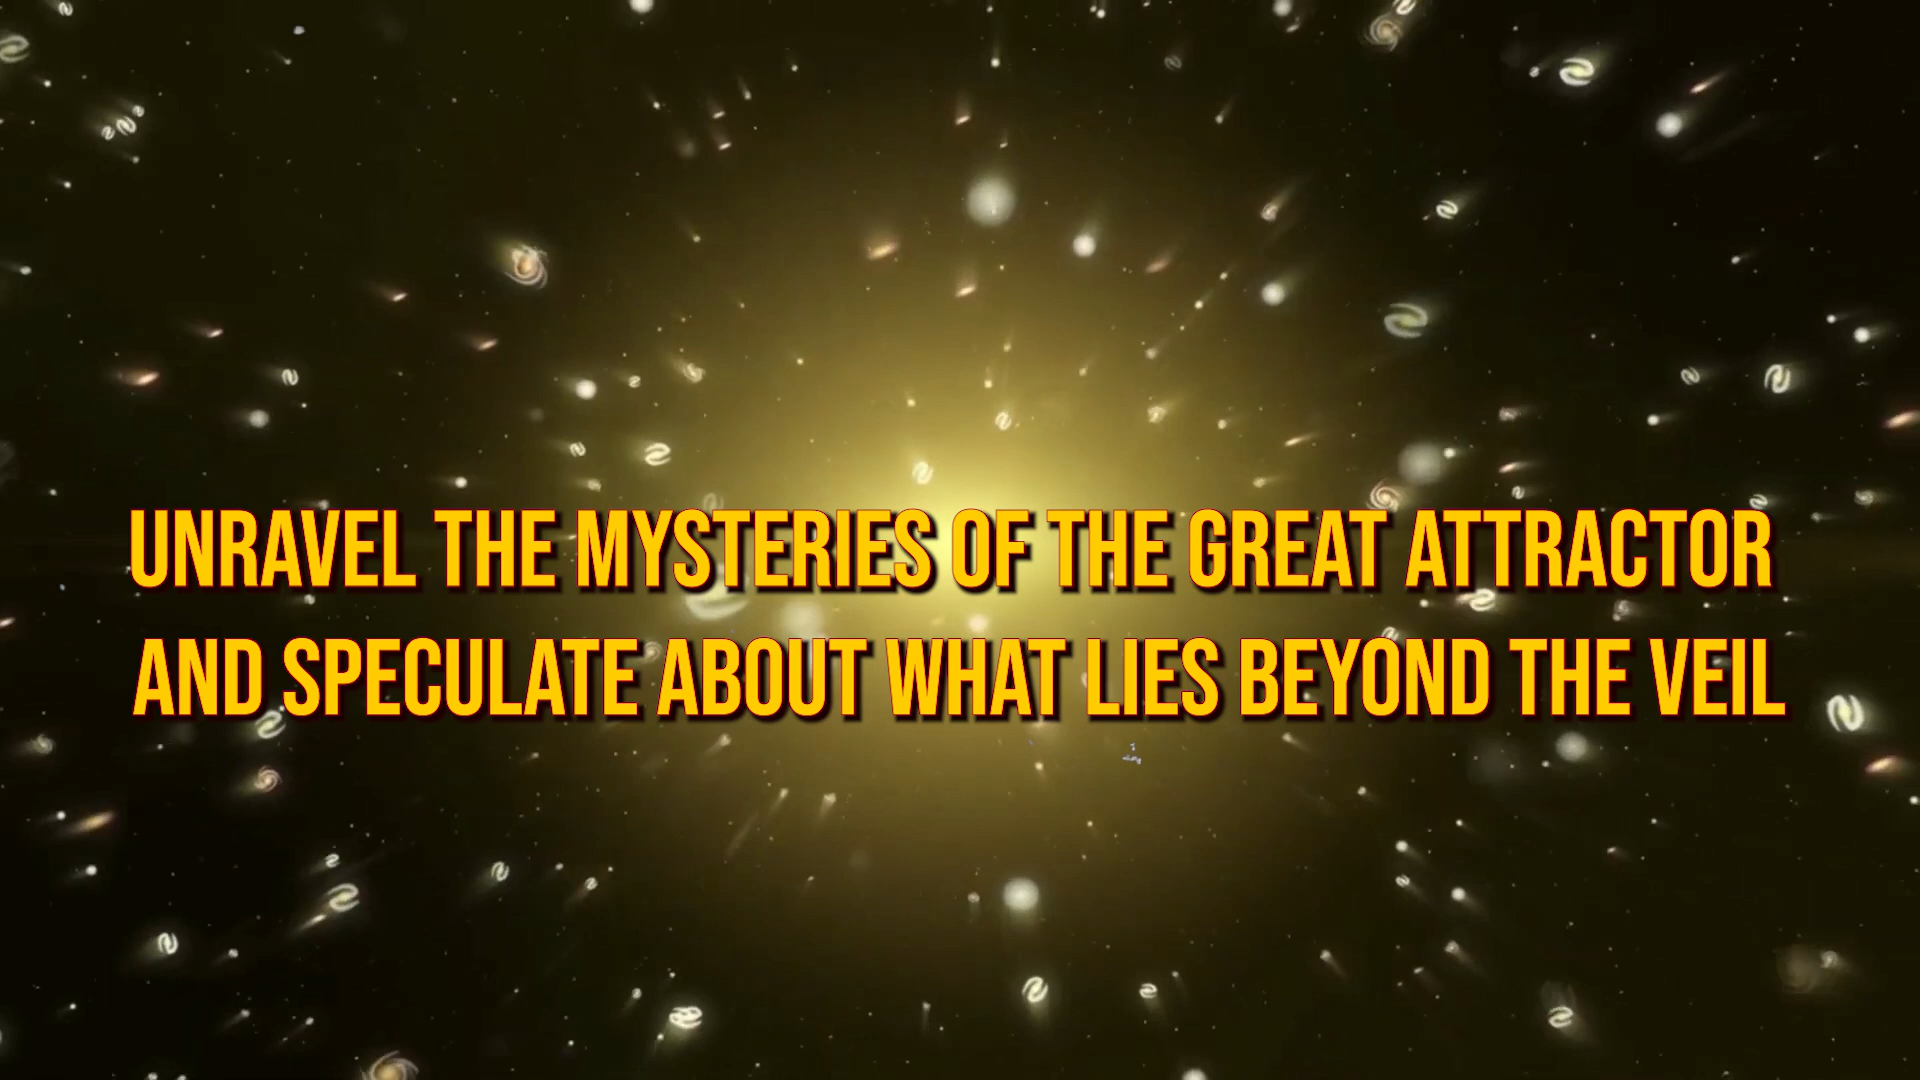 UNRAVEL THE MYSTERIES OF THE GREAT ATTRACTOR
AND SPECULATE ABOUT WHAT LIES BEYOND THE VEIL